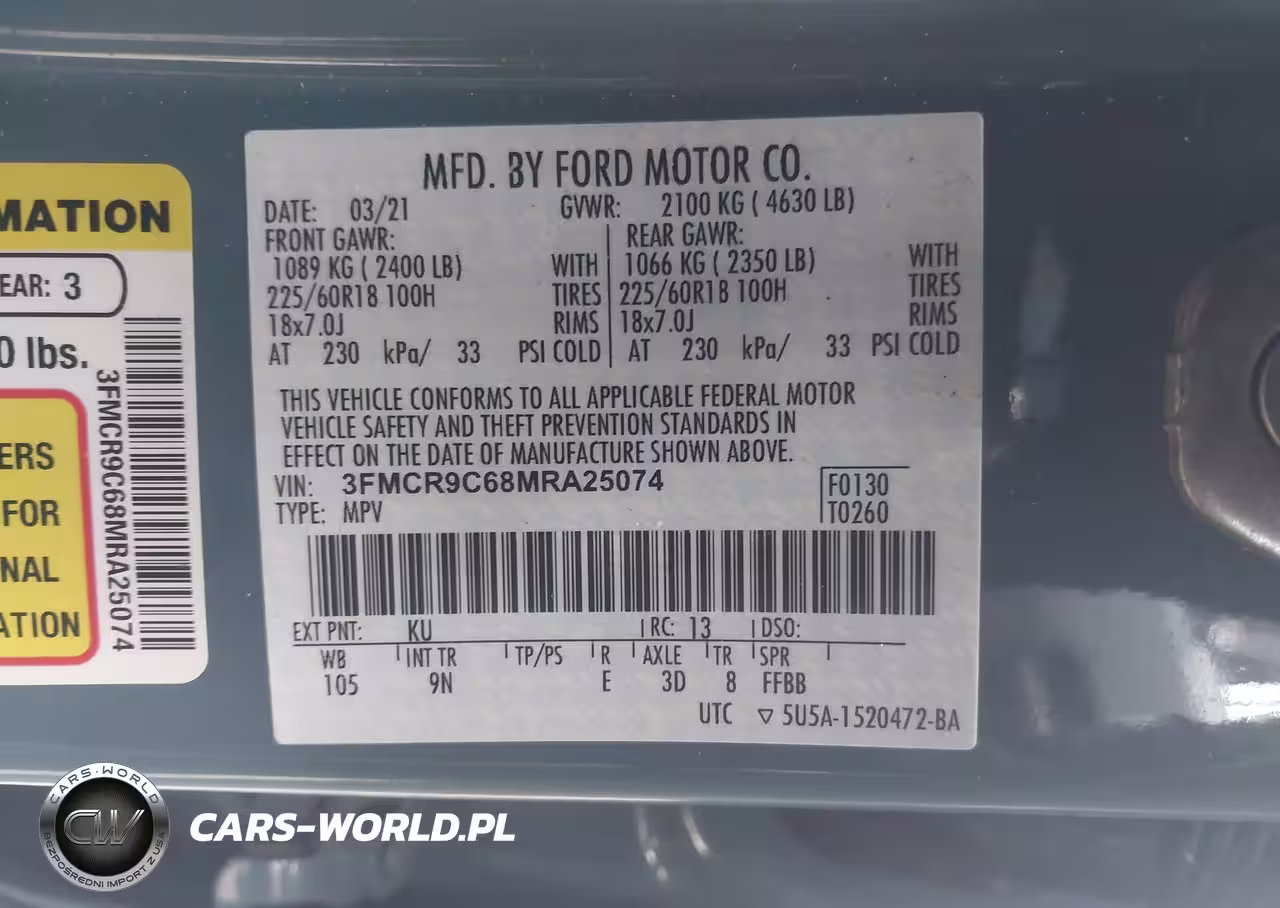 MATION
EAR: 3
0 lbs.
ERS
FOR
NAL
ATION
3FMCR9C68MRA25074
MFD. BY FORD MOTOR CO.
DATE: 03/21 GVWR: 2100 KG ( 4630 LB)
FRONT GAWR: REAR GAWR:
1089 KG ( 2400 LB) WITH 1066 KG ( 2350 LB) WITH
225/60R18 100H TIRES 225/60R18 100H TIRES
18x7.0J RIMS 18x7.0J RIMS
AT 230 kPa/ 33 PSI COLD AT 230 kPa/ 33 PSI COLD
THIS VEHICLE CONFORMS TO ALL APPLICABLE FEDERAL MOTOR
VEHICLE SAFETY AND THEFT PREVENTION STANDARDS IN
EFFECT ON THE DATE OF MANUFACTURE SHOWN ABOVE.
VIN: 3FMCR9C68MRA25074 F0130
TYPE: MPV T0260
EXT PNT: KU RC: 13 DSO:
WB INT TR TP/PS R AXLE TR SPR
105 9N E 3D 8 FFBB
UTC ▽ 5U5A-1520472-BA
CARS-WORLD
CW
BEZPOŚREDNI IMPORT Z USA
CARS-WORLD.PL